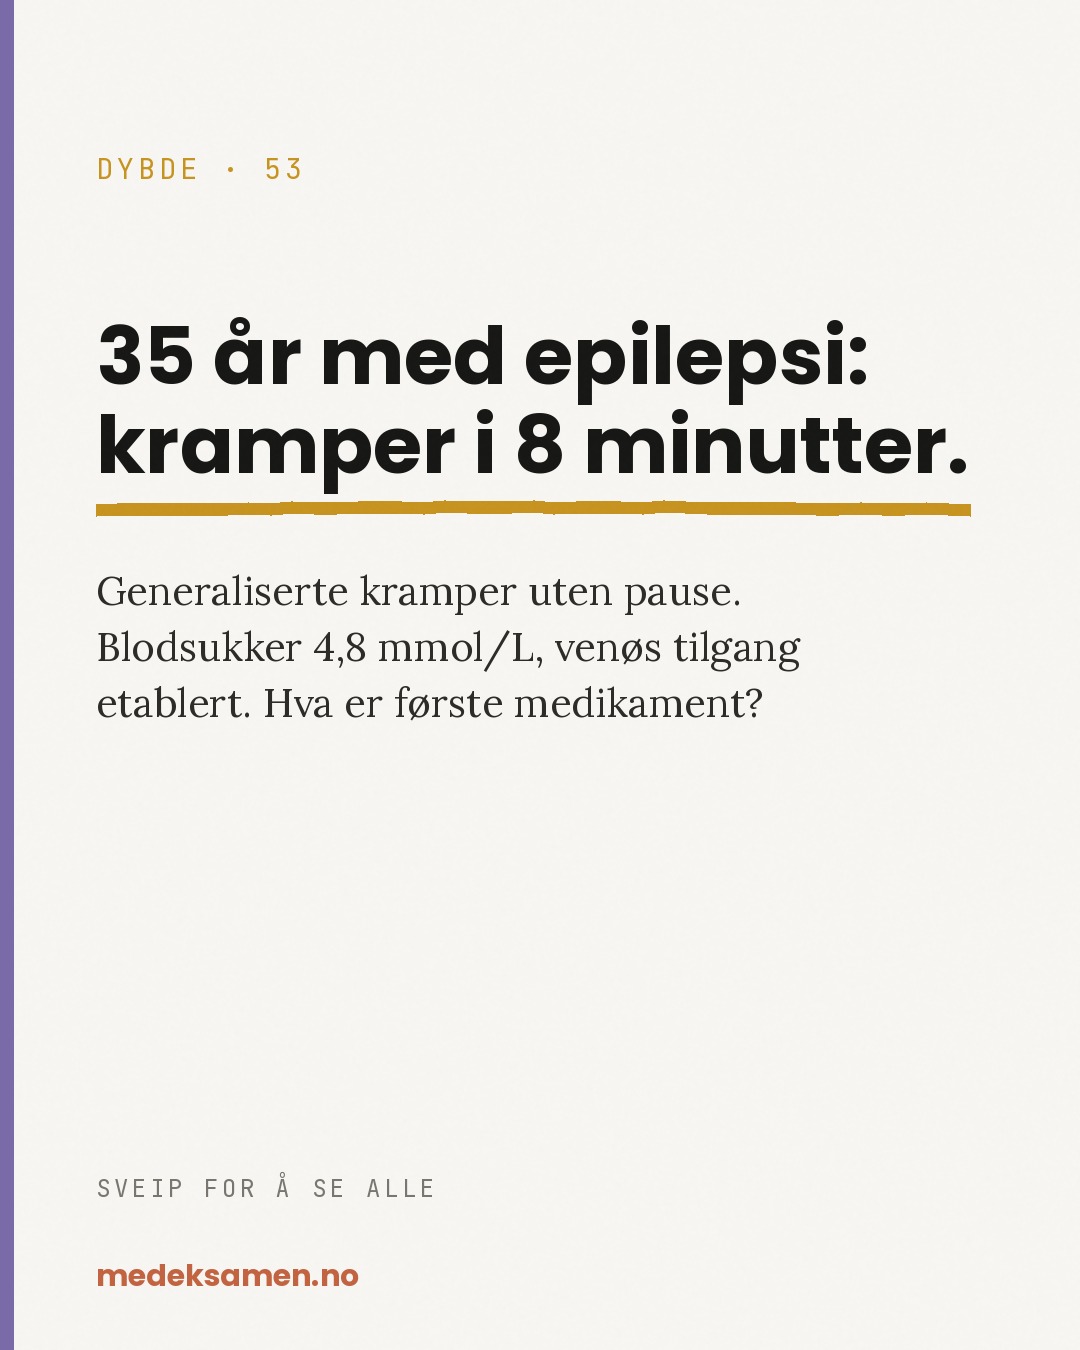 DYBDE · 53
35 år med epilepsi:
kramper i 8 minutter.
Generaliserte kramper uten pause.
Blodsukker 4,8 mmol/L, venøs tilgang
etablert. Hva er første medikament?
SVEIP FOR Å SE ALLE
medeksamen.no